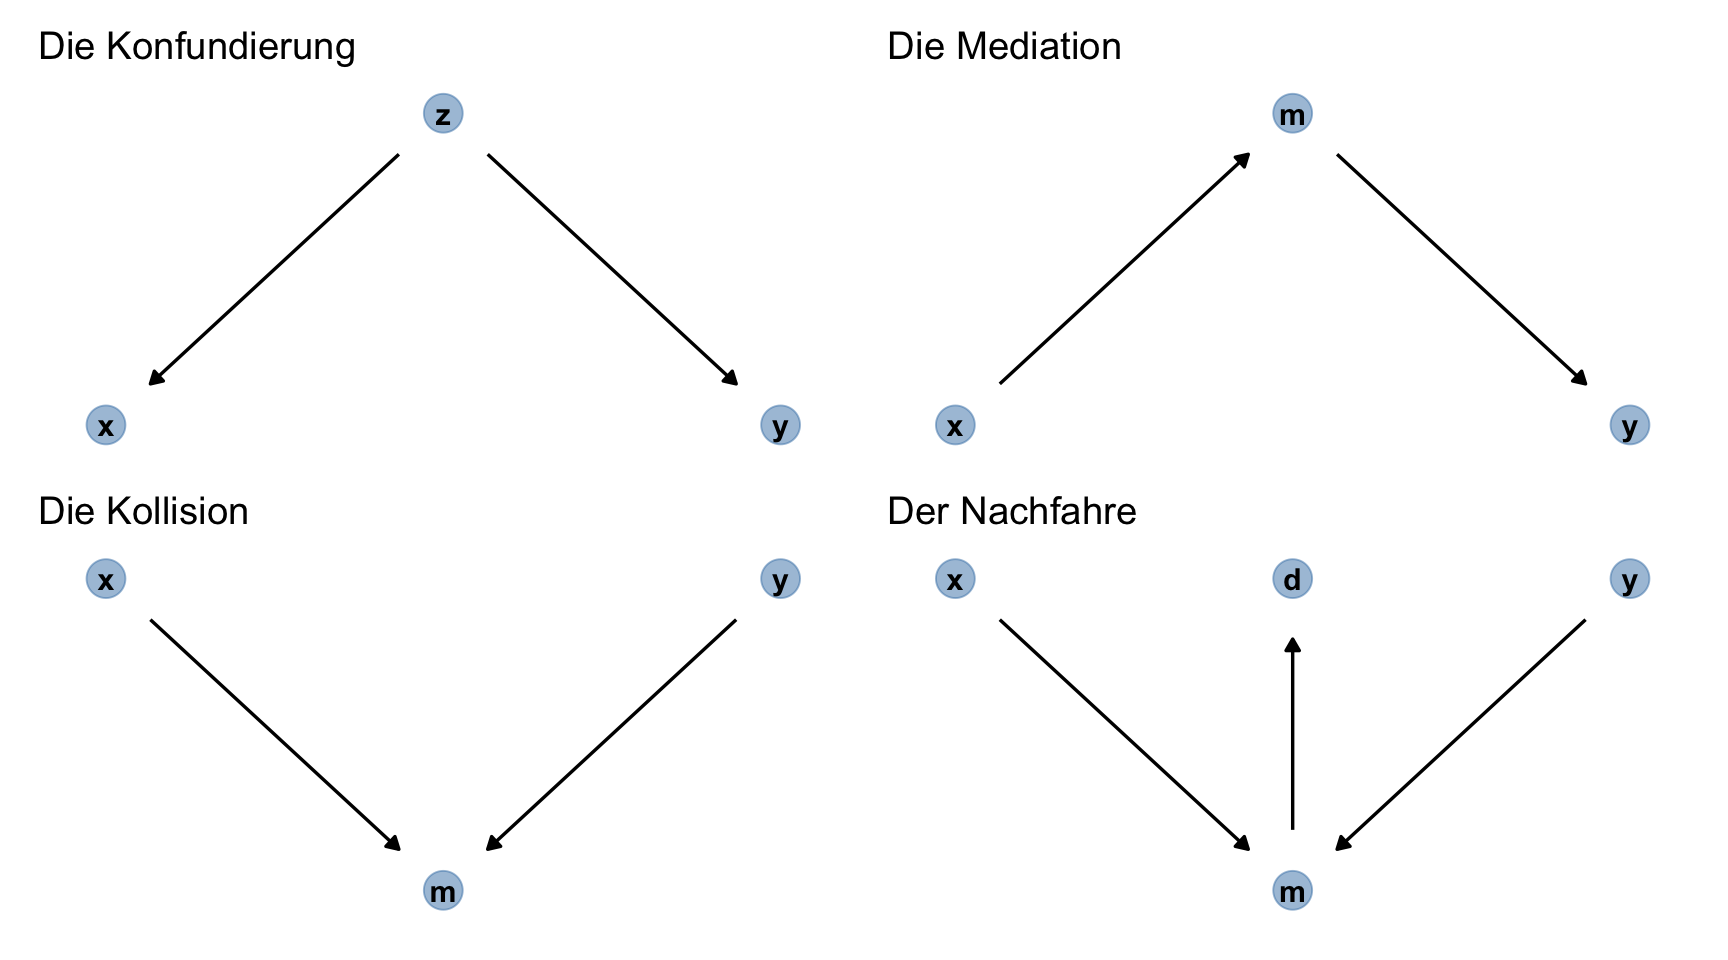 Die Konfundierung
z
x
y
Die Mediation
m
x
y
Die Kollision
x
y
m
Der Nachfahre
x
d
y
m